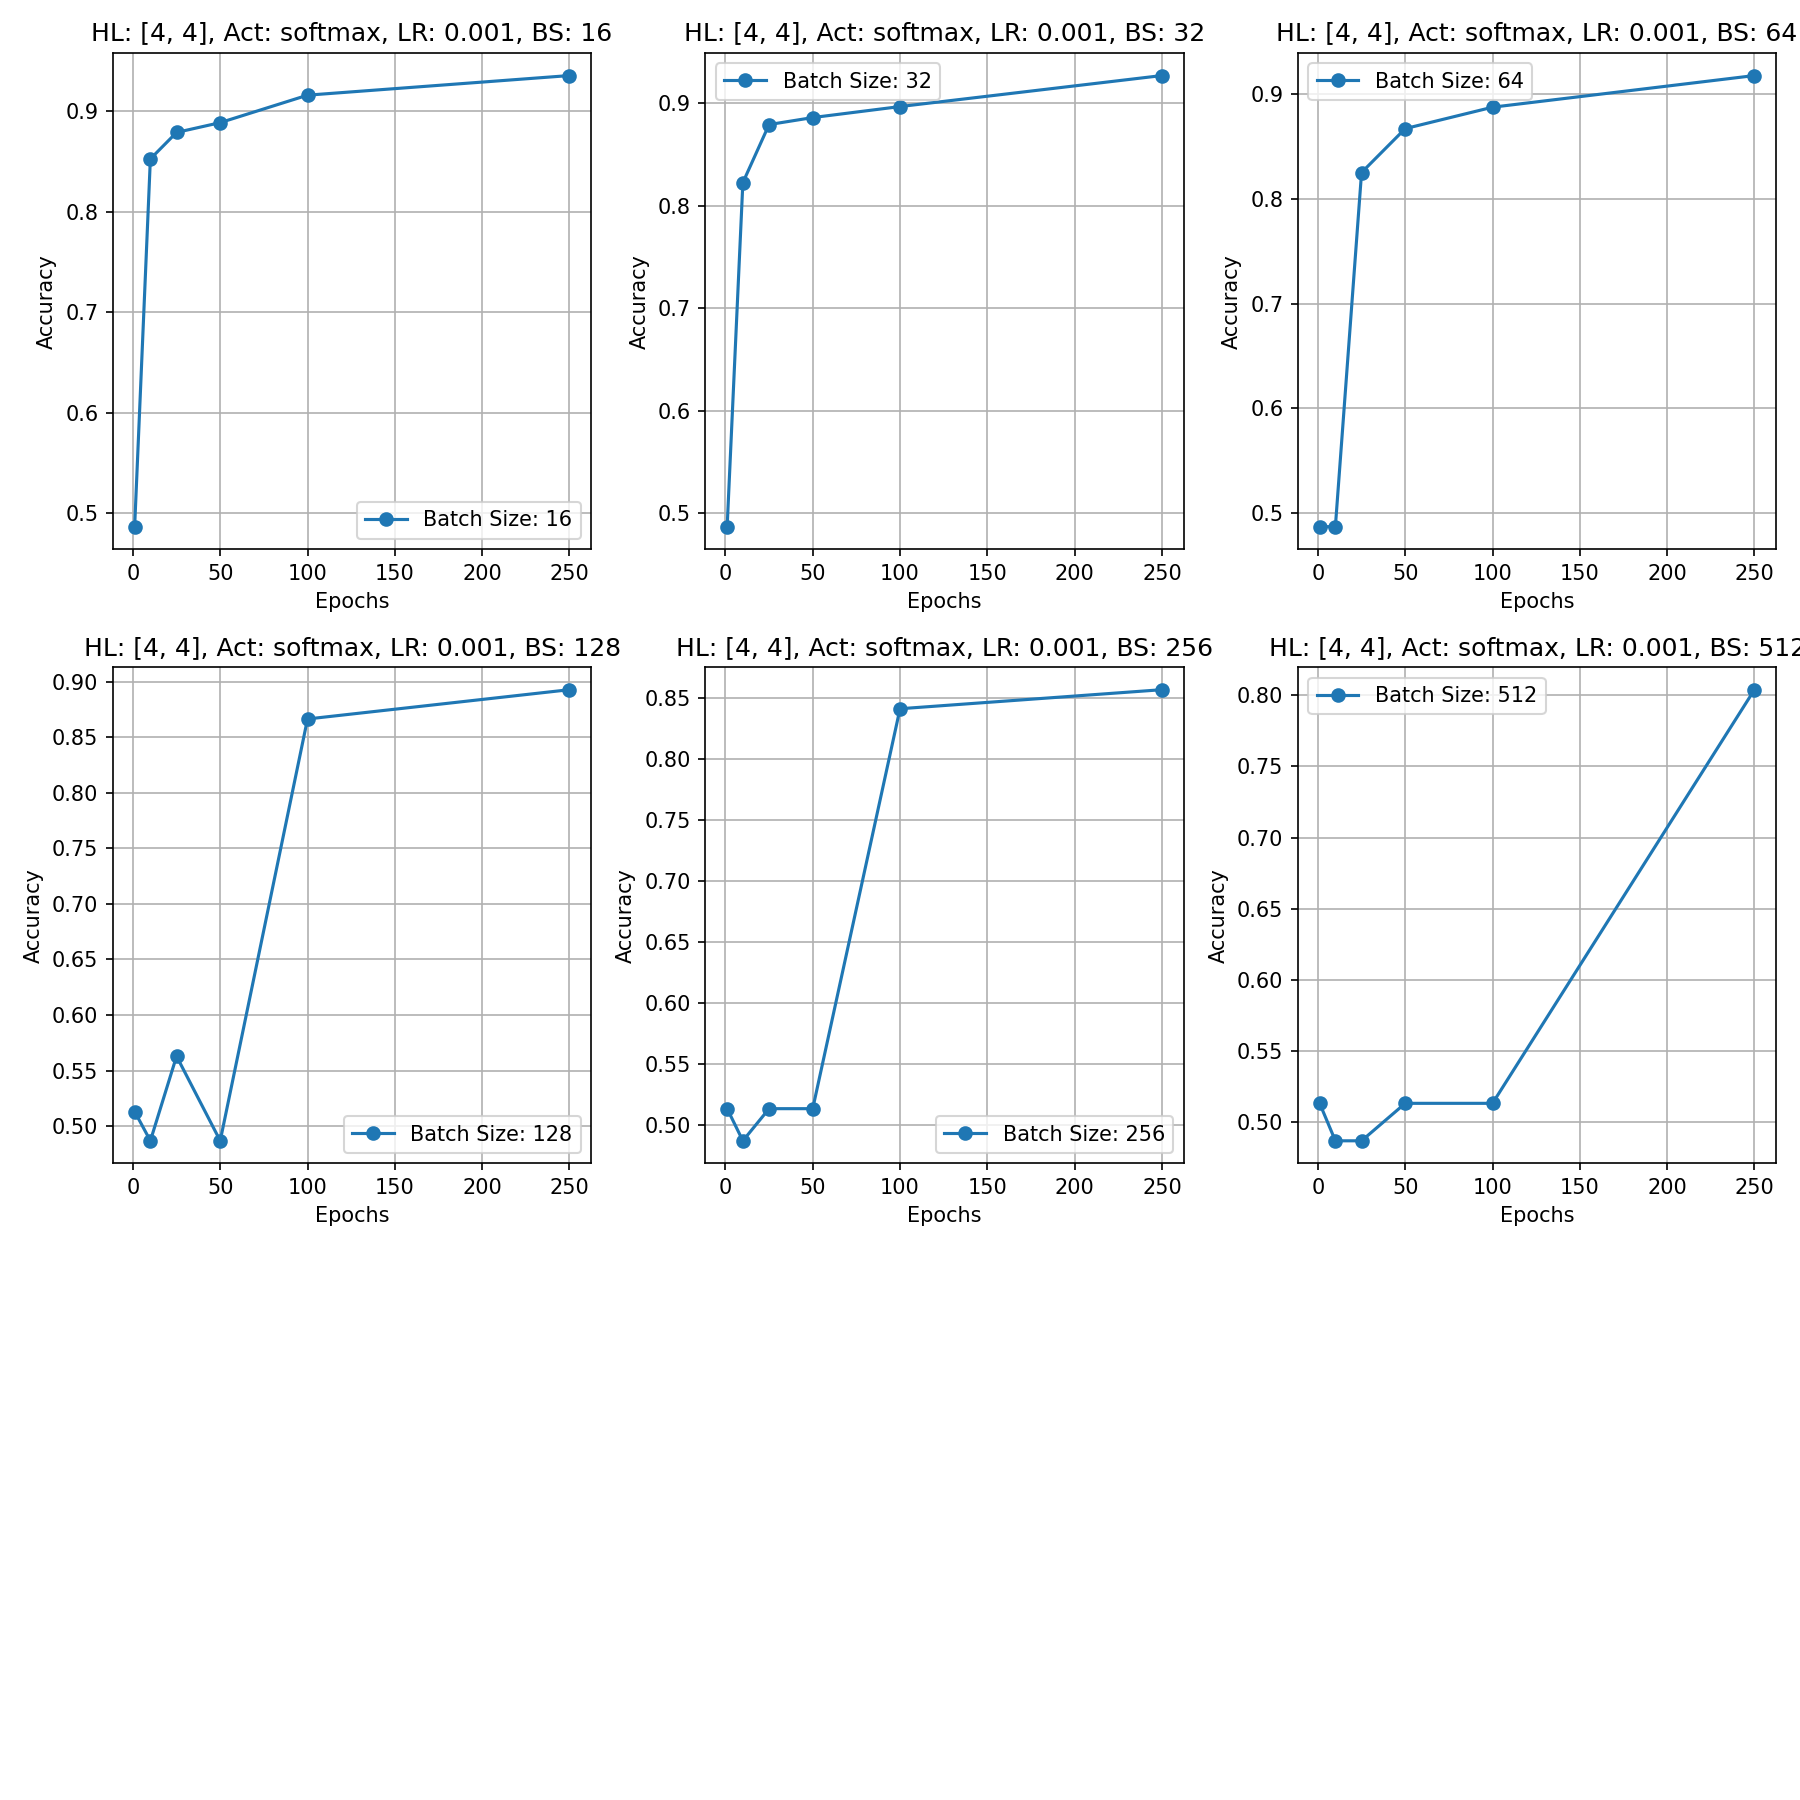 HL: [4, 4], Act: softmax, LR: 0.001, BS: 16
Batch Size: 16
Accuracy
0.9
0.8
0.7
0.6
0.5
0 50 100 150 200 250
Epochs
HL: [4, 4], Act: softmax, LR: 0.001, BS: 32
Batch Size: 32
Accuracy
0.9
0.8
0.7
0.6
0.5
0 50 100 150 200 250
Epochs
HL: [4, 4], Act: softmax, LR: 0.001, BS: 64
Batch Size: 64
Accuracy
0.9
0.8
0.7
0.6
0.5
0 50 100 150 200 250
Epochs
HL: [4, 4], Act: softmax, LR: 0.001, BS: 128
Batch Size: 128
Accuracy
0.90
0.85
0.80
0.75
0.70
0.65
0.60
0.55
0.50
0 50 100 150 200 250
Epochs
HL: [4, 4], Act: softmax, LR: 0.001, BS: 256
Batch Size: 256
Accuracy
0.85
0.80
0.75
0.70
0.65
0.60
0.55
0.50
0 50 100 150 200 250
Epochs
HL: [4, 4], Act: softmax, LR: 0.001, BS: 512
Batch Size: 512
Accuracy
0.80
0.75
0.70
0.65
0.60
0.55
0.50
0 50 100 150 200 250
Epochs